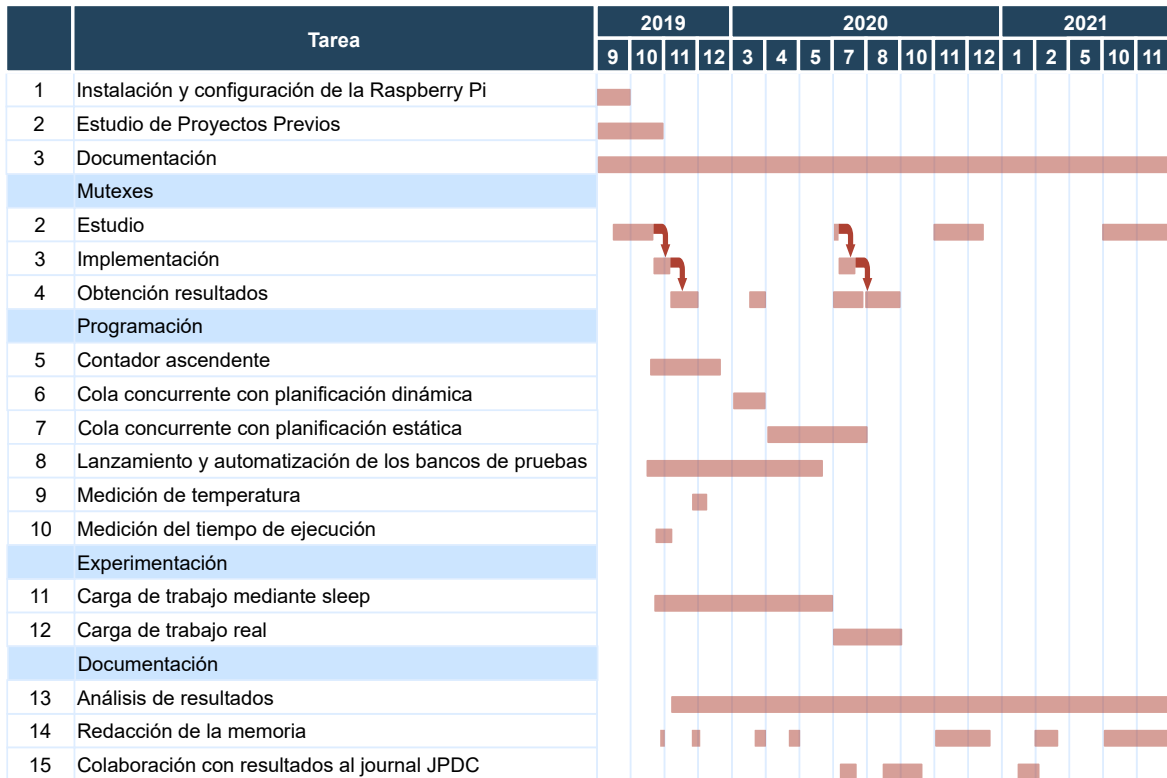 Tarea 2019 2020 2021
9 10 11 12 3 4 5 7 8 10 11 12 1 2 5 10 11
1 Instalación y configuración de la Raspberry Pi
2 Estudio de Proyectos Previos
3 Documentación
Mutexes
2 Estudio
3 Implementación
4 Obtención resultados
Programación
5 Contador ascendente
6 Cola concurrente con planificación dinámica
7 Cola concurrente con planificación estática
8 Lanzamiento y automatización de los bancos de pruebas
9 Medición de temperatura
10 Medición del tiempo de ejecución
Experimentación
11 Carga de trabajo mediante sleep
12 Carga de trabajo real
Documentación
13 Análisis de resultados
14 Redacción de la memoria
15 Colaboración con resultados al journal JPDC